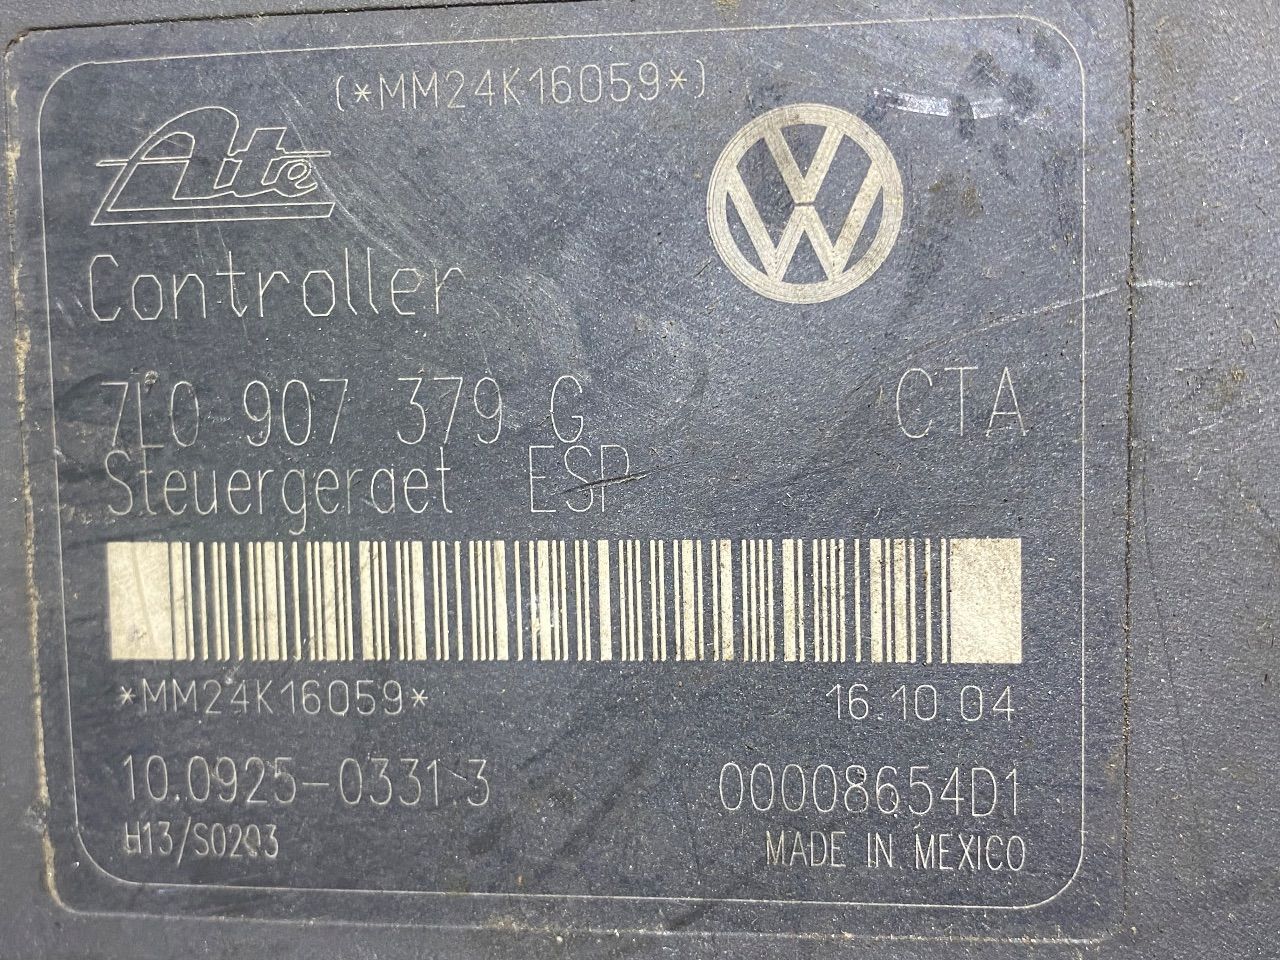 (*MM24K16059*)
Ate
Controller
7L0 907 379 G CTA
Steuergeraet ESP
*MM24K16059* 16.10.04
10.0925-0331.3 00008654D1
H13/S0203 MADE IN MEXICO